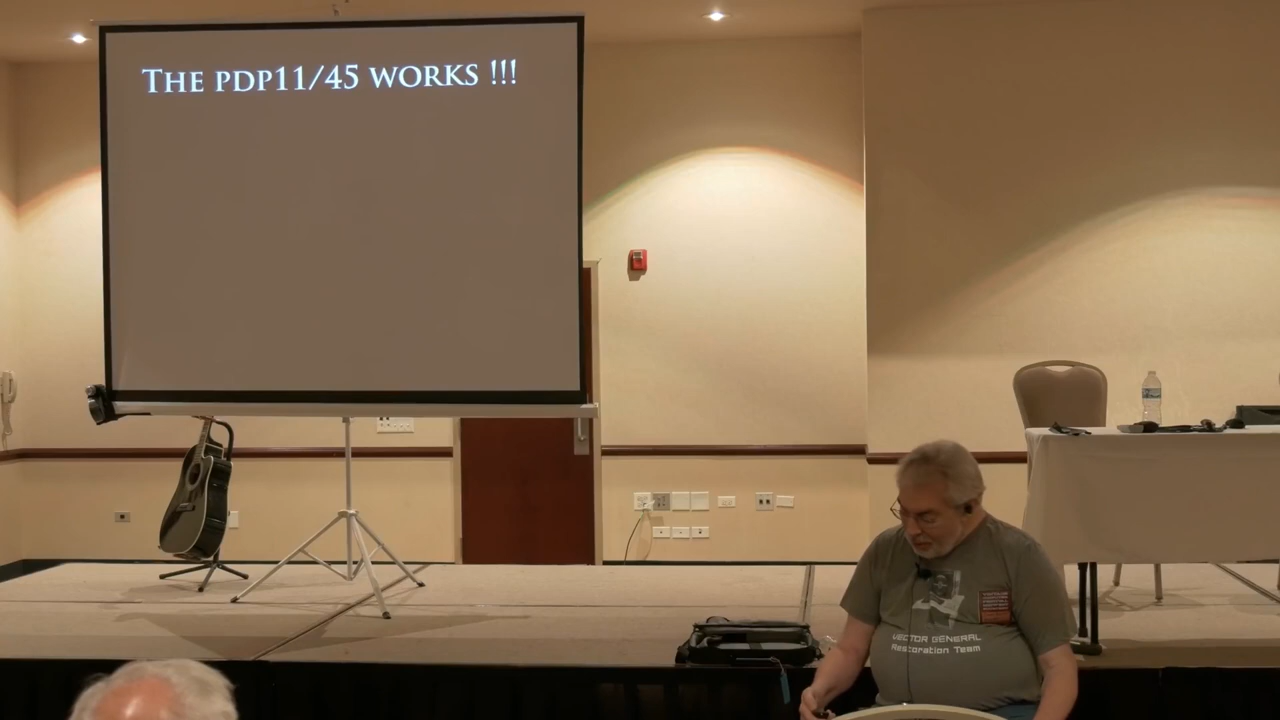 The pdp11/45 works !!!
Vector General
Restoration Team